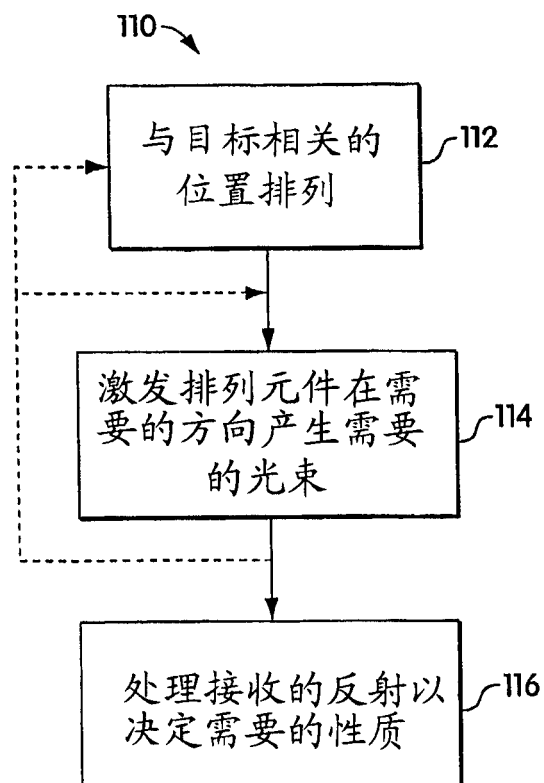 110
与目标相关的
位置排列
112
激发排列元件在需
要的方向产生需要
的光束
114
处理接收的反射以
决定需要的性质
116